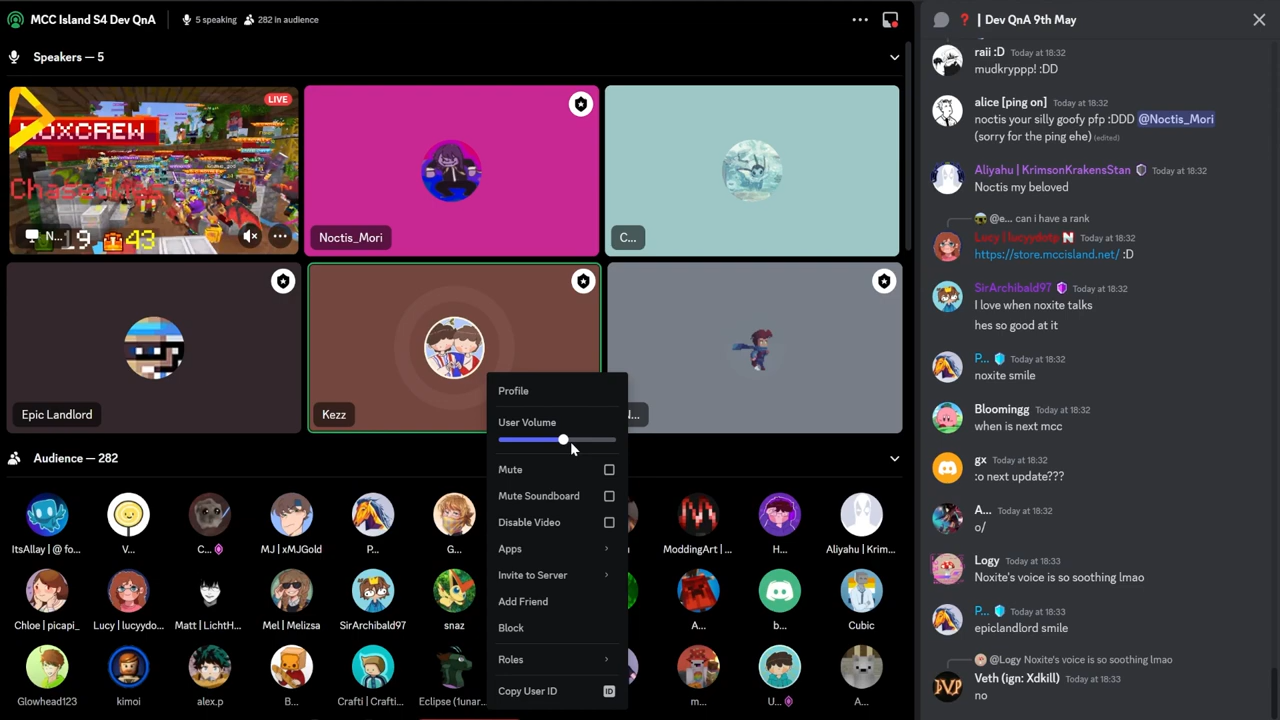 MCC Island S4 Dev QnA
5 speaking
282 in audience
Speakers — 5
LIVE
NOXCREW
N...
19
43
Noctis_Mori
C...
Epic Landlord
Kezz
...
Audience — 282
Profile
User Volume
Mute
Mute Soundboard
Disable Video
Apps
Invite to Server
Add Friend
Block
Roles
Copy User ID
ID
ItsAllay | @ fo...
V...
C...
MJ | xMJGold
P...
G...
ModdingArt | ...
H...
Aliyahu | Krim...
Chloe | picapi_
Lucy | lucyydo...
Matt | LichtH...
Mel | Melizsa
SirArchibald97
snaz
A...
b...
Cubic
Glowhead123
kimoi
alex.p
B...
Crafti | Crafti...
Eclipse (1unar...
m...
U...
A...
Dev QnA 9th May
raii :D Today at 18:32
mudkryppp! :DD
alice [ping on] Today at 18:32
noctis your silly goofy pfp :DDD @Noctis_Mori
(sorry for the ping ehe) (edited)
Aliyahu | KrimsonKrakensStan Today at 18:32
Noctis my beloved
@e... can i have a rank
Lucy | lucyydotp N Today at 18:32
https://store.mccisland.net/ :D
SirArchibald97 Today at 18:32
I love when noxite talks
hes so good at it
P... Today at 18:32
noxite smile
Bloomingg Today at 18:32
when is next mcc
gx Today at 18:32
:o next update???
A... Today at 18:32
o/
Logy Today at 18:33
Noxite's voice is so soothing lmao
P... Today at 18:33
epiclandlord smile
@Logy Noxite's voice is so soothing lmao
Veth (ign: Xdkill) Today at 18:33
no